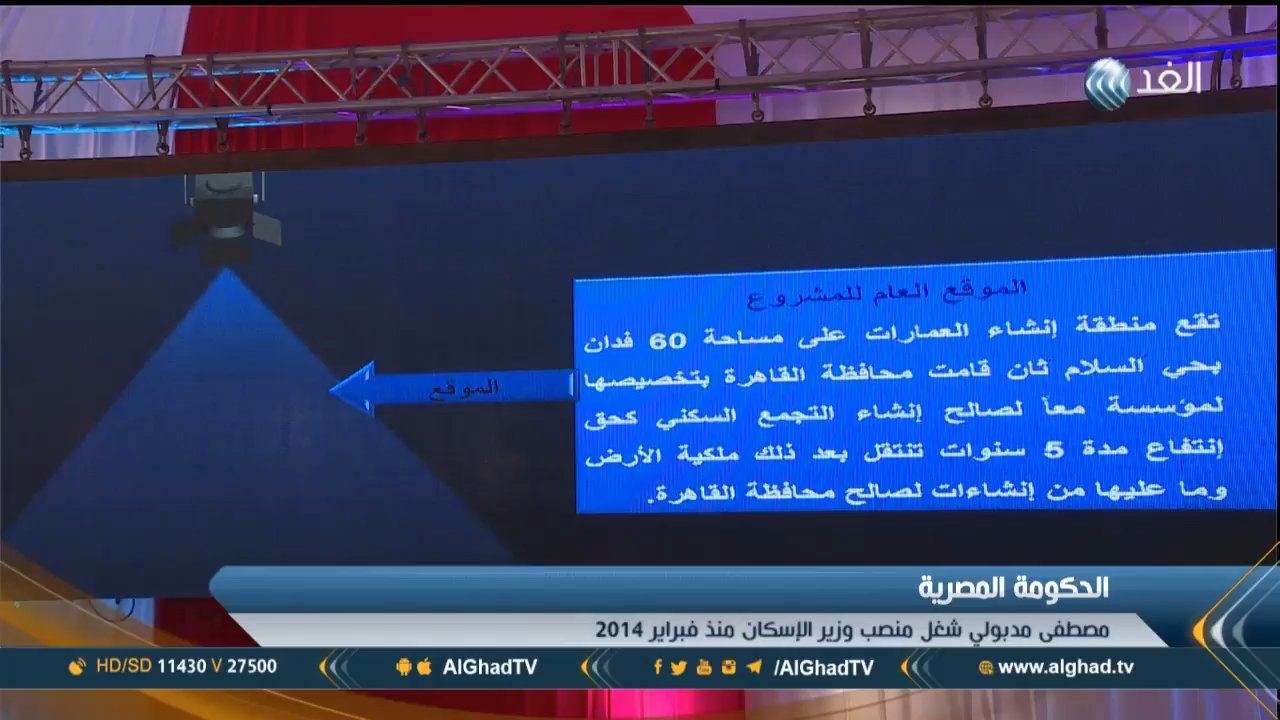 الغد
الموقع العام للمشروع
تقع منطقة إنشاء العمارات على مساحة 60 فدان
بحي السلام ثان قامت محافظة القاهرة بتخصيصها
لمؤسسة معاً لصالح إنشاء التجمع السكني كحق
إنتفاع مدة 5 سنوات تنتقل بعد ذلك ملكية الأرض
وما عليها من إنشاءات لصالح محافظة القاهرة.
الموقع
الحكومة المصرية
مصطفى مدبولي شغل منصب وزير الإسكان منذ فبراير 2014
HD/SD 11430 V 27500
AlGhadTV
/AlGhadTV
www.alghad.tv